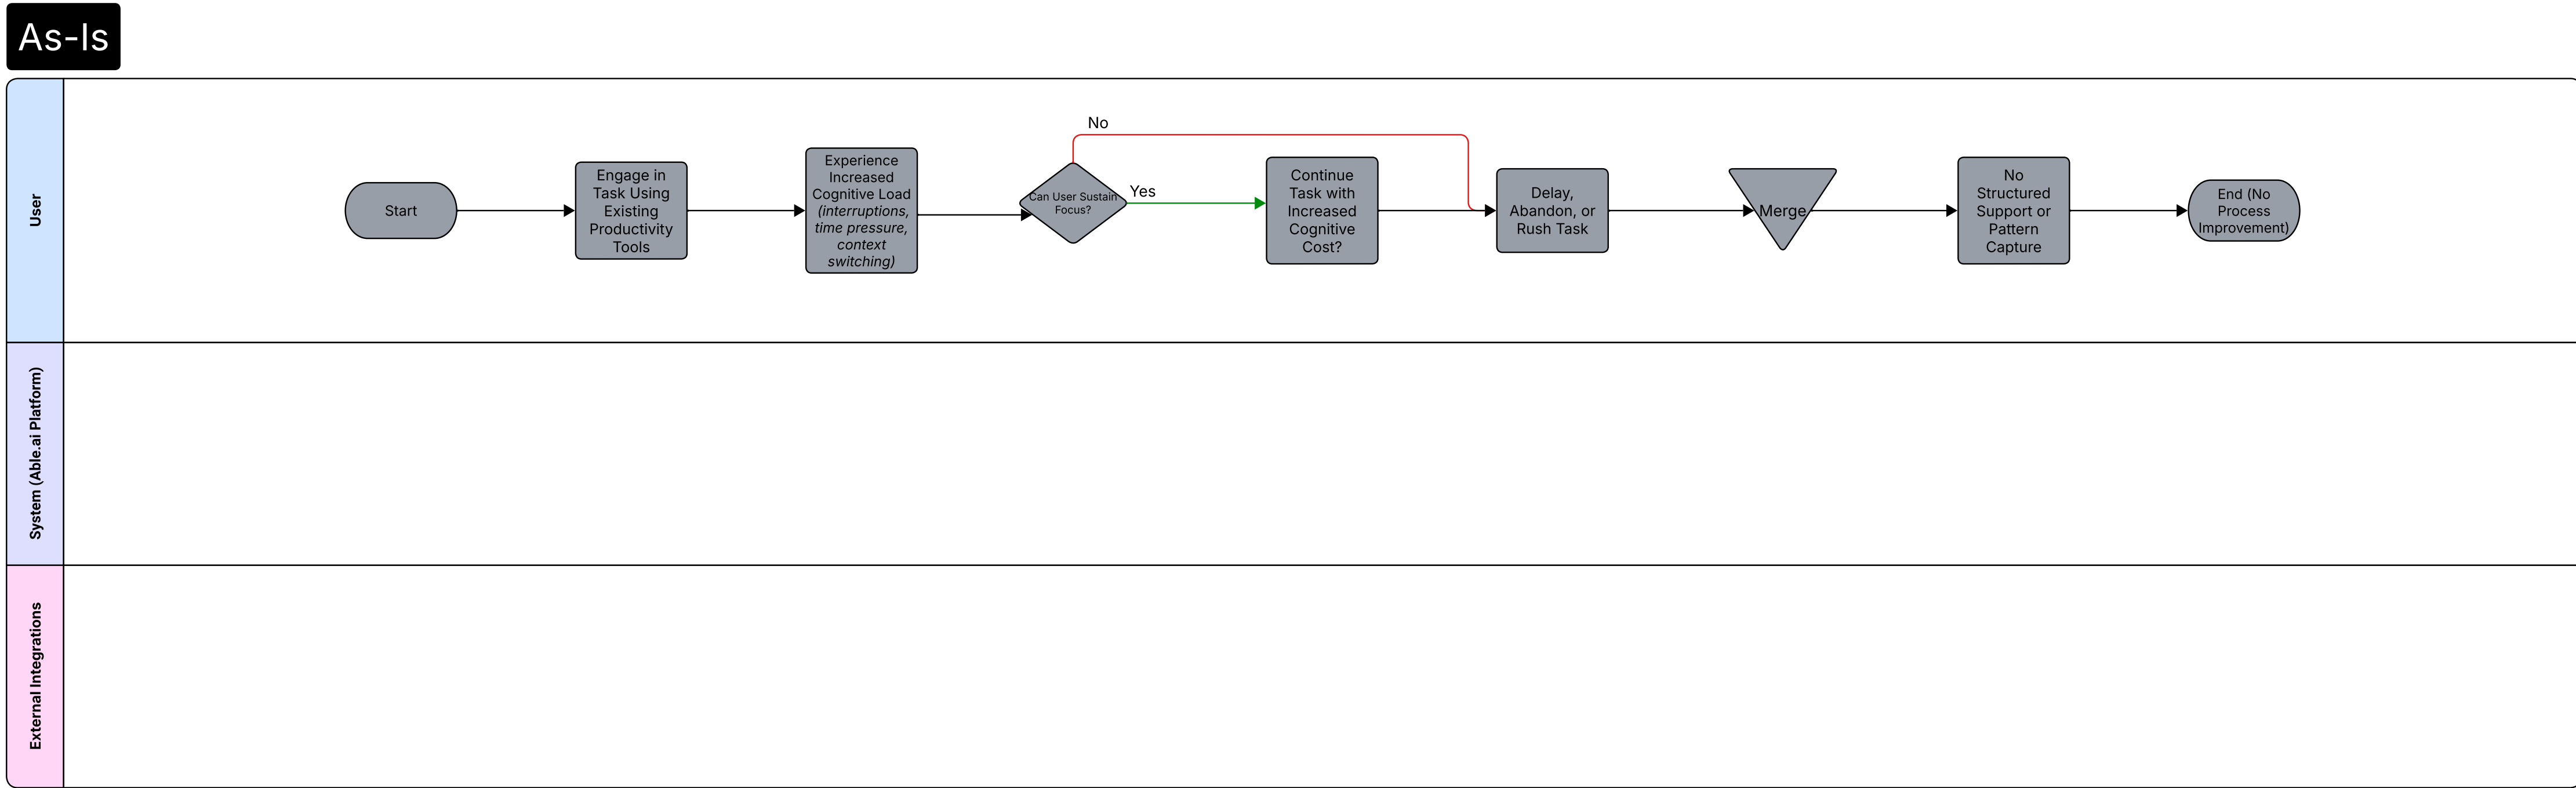 As-Is
User
Start
Engage in
Task Using
Existing
Productivity
Tools
Experience
Increased
Cognitive Load
(interruptions,
time pressure,
context
switching)
No
Can User Sustain
Focus?
Yes
Continue
Task with
Increased
Cognitive
Cost?
Delay,
Abandon, or
Rush Task
Merge
No
Structured
Support or
Pattern
Capture
End (No
Process
Improvement)
System (Able.ai Platform)
External Integrations